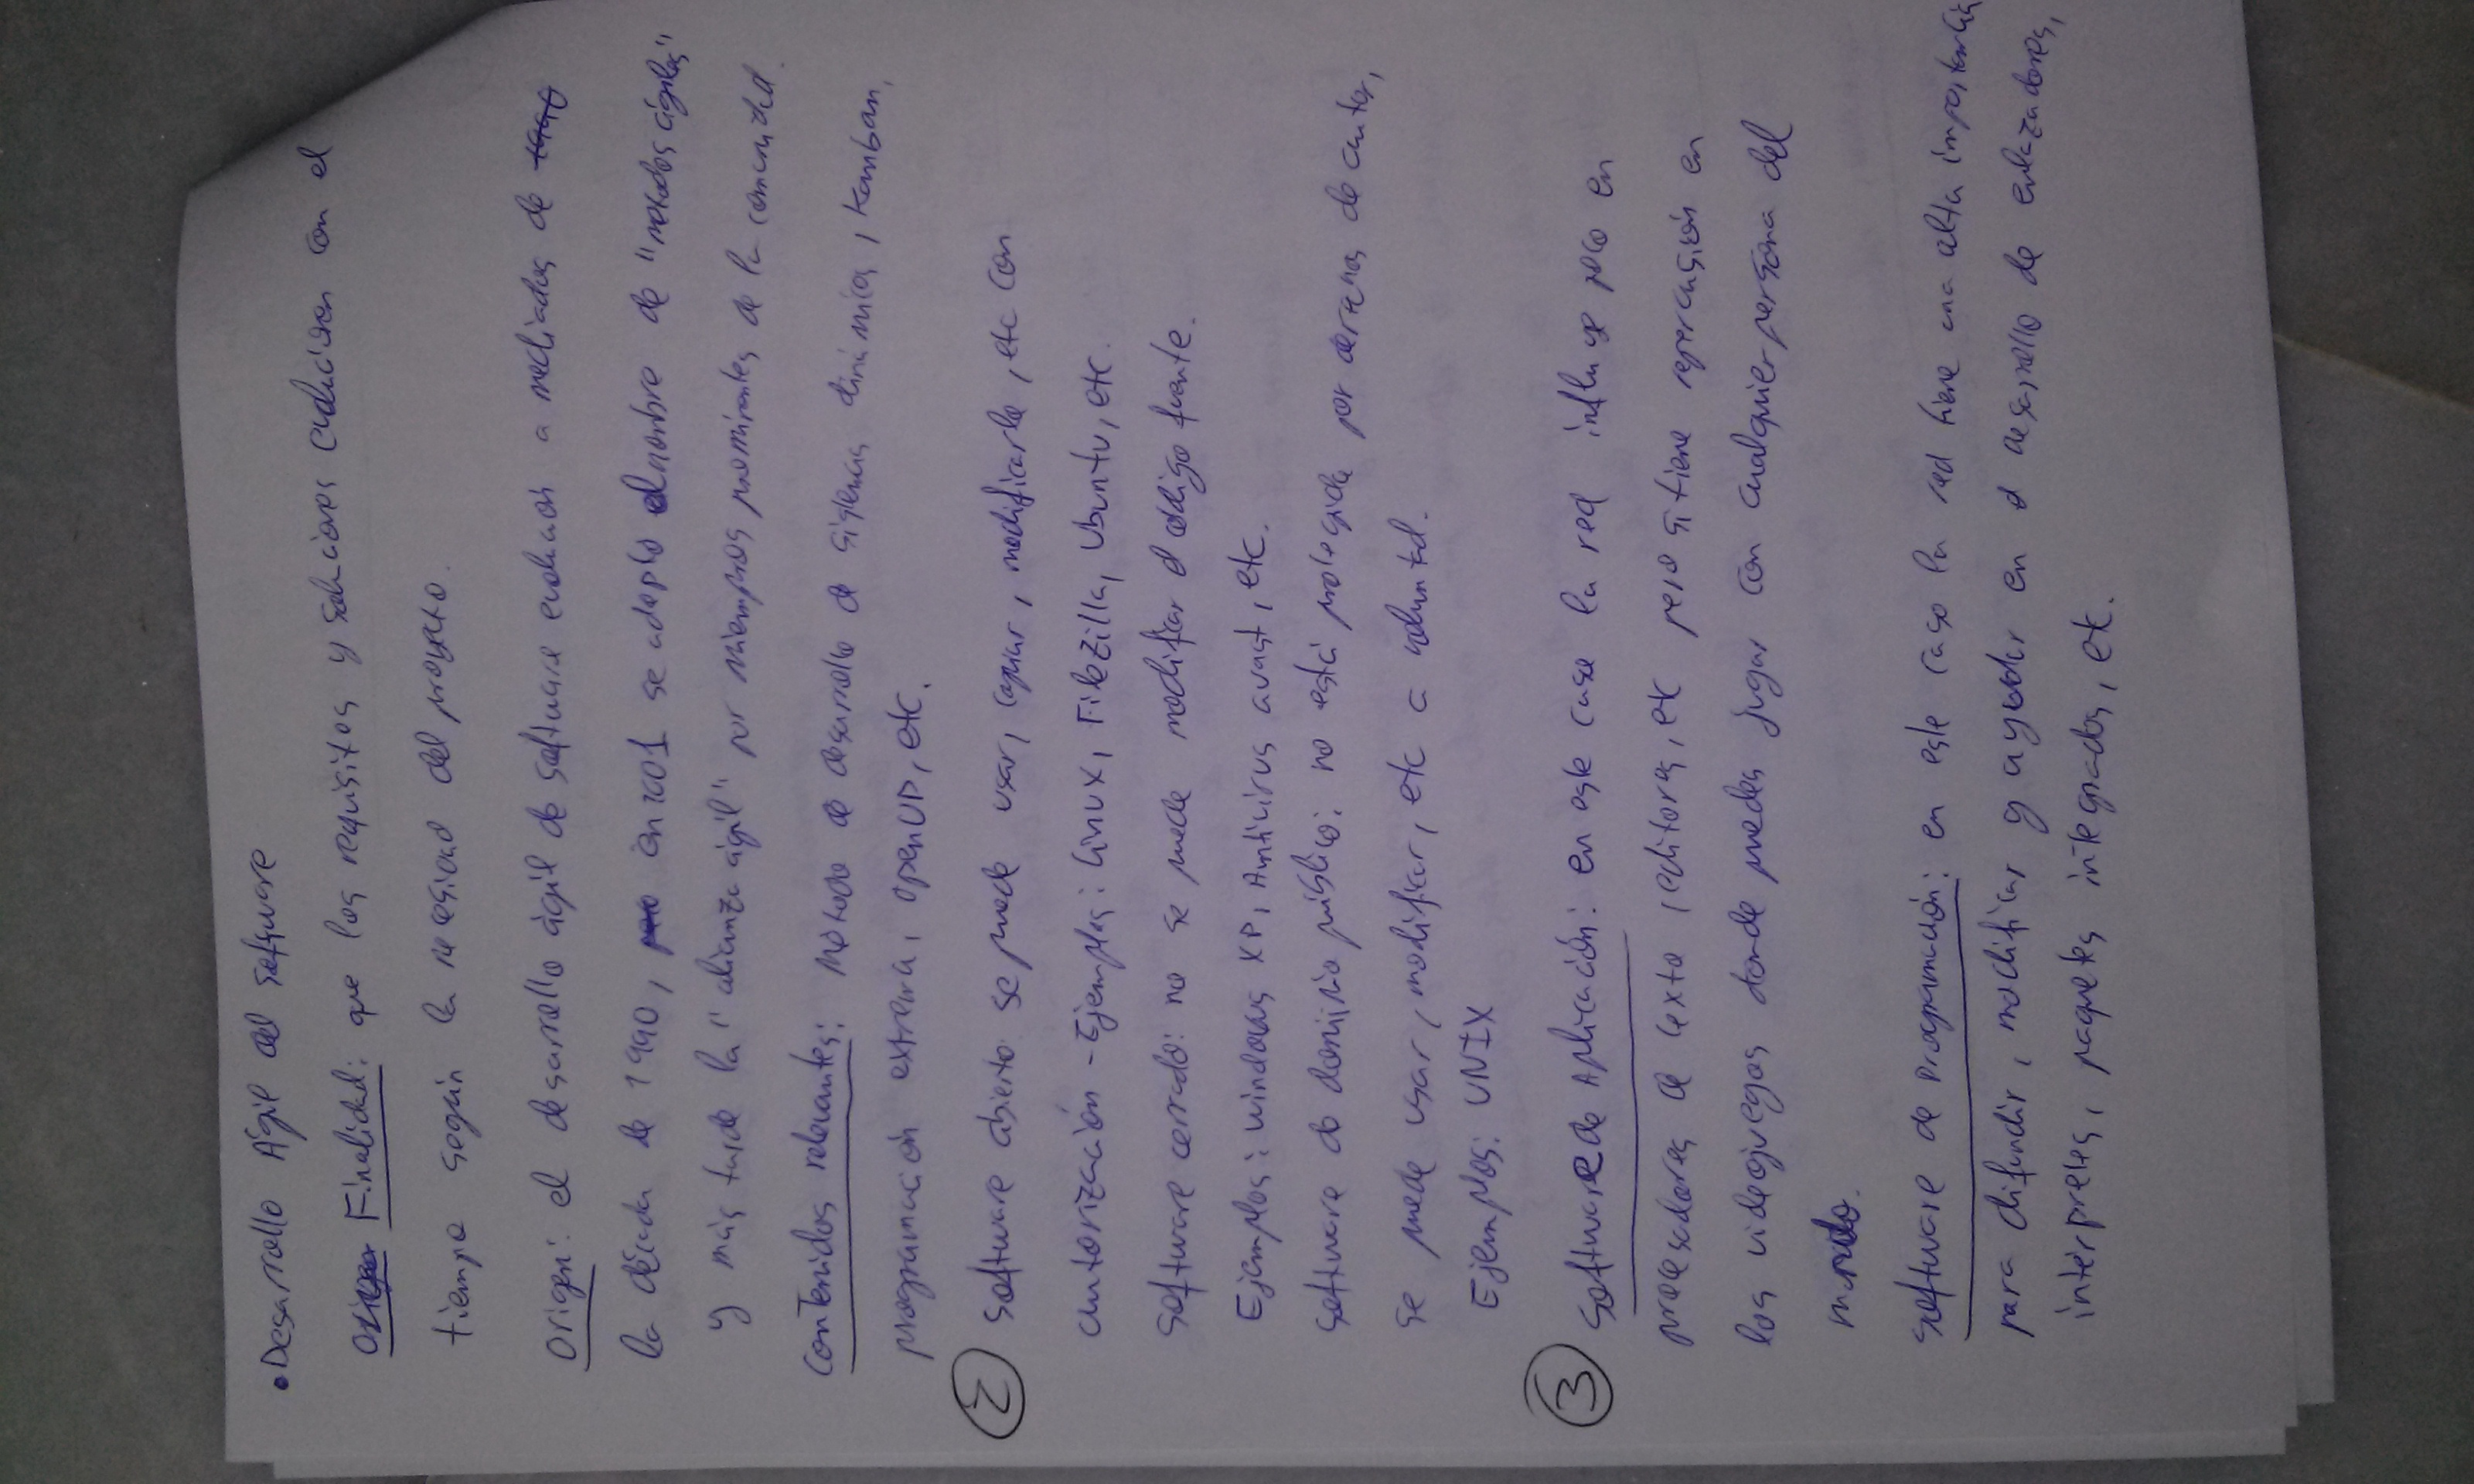 •Desarrollo Ágil del software
Origen Finalidad: que los requisitos y soluciones evolucionen con el
tiempo según la necesidad del proyecto.
Origen: el desarrollo ágil de software evolucionó a mediados de 1990
la década de 1990, pero en 2001 se adoptó el nombre de "métodos ágiles"
y más tarde la "alianza ágil" por miembros prominentes de la comunidad.
Contenidos relevantes: Método de desarrollo de sistemas dinámicos, Kanban,
programación extrema, OpenUP, etc.
2 Software abierto se puede usar, copiar, modificarlo, etc con
autorización - Ejemplos: Linux, FileZilla, Ubuntu, etc.
Software cerrado: no se puede modificar el código fuente.
Ejemplos: Windows XP, Antivirus avast, etc.
Software de dominio público: no está protegida por derechos de autor,
se puede usar, modificar, etc a voluntad.
Ejemplos: UNIX
3 Software de Aplicación: en este caso la red influye poco en
procesadores de texto, editores, etc pero si tiene repercusión en
los videojuegos donde puedes jugar con cualquier persona del
mundo.
Software de Programación: en este caso la red tiene una alta importancia
para difundir, modificar y ayudar en el desarrollo de enlazadores,
intérpretes, paquetes integrados, etc.